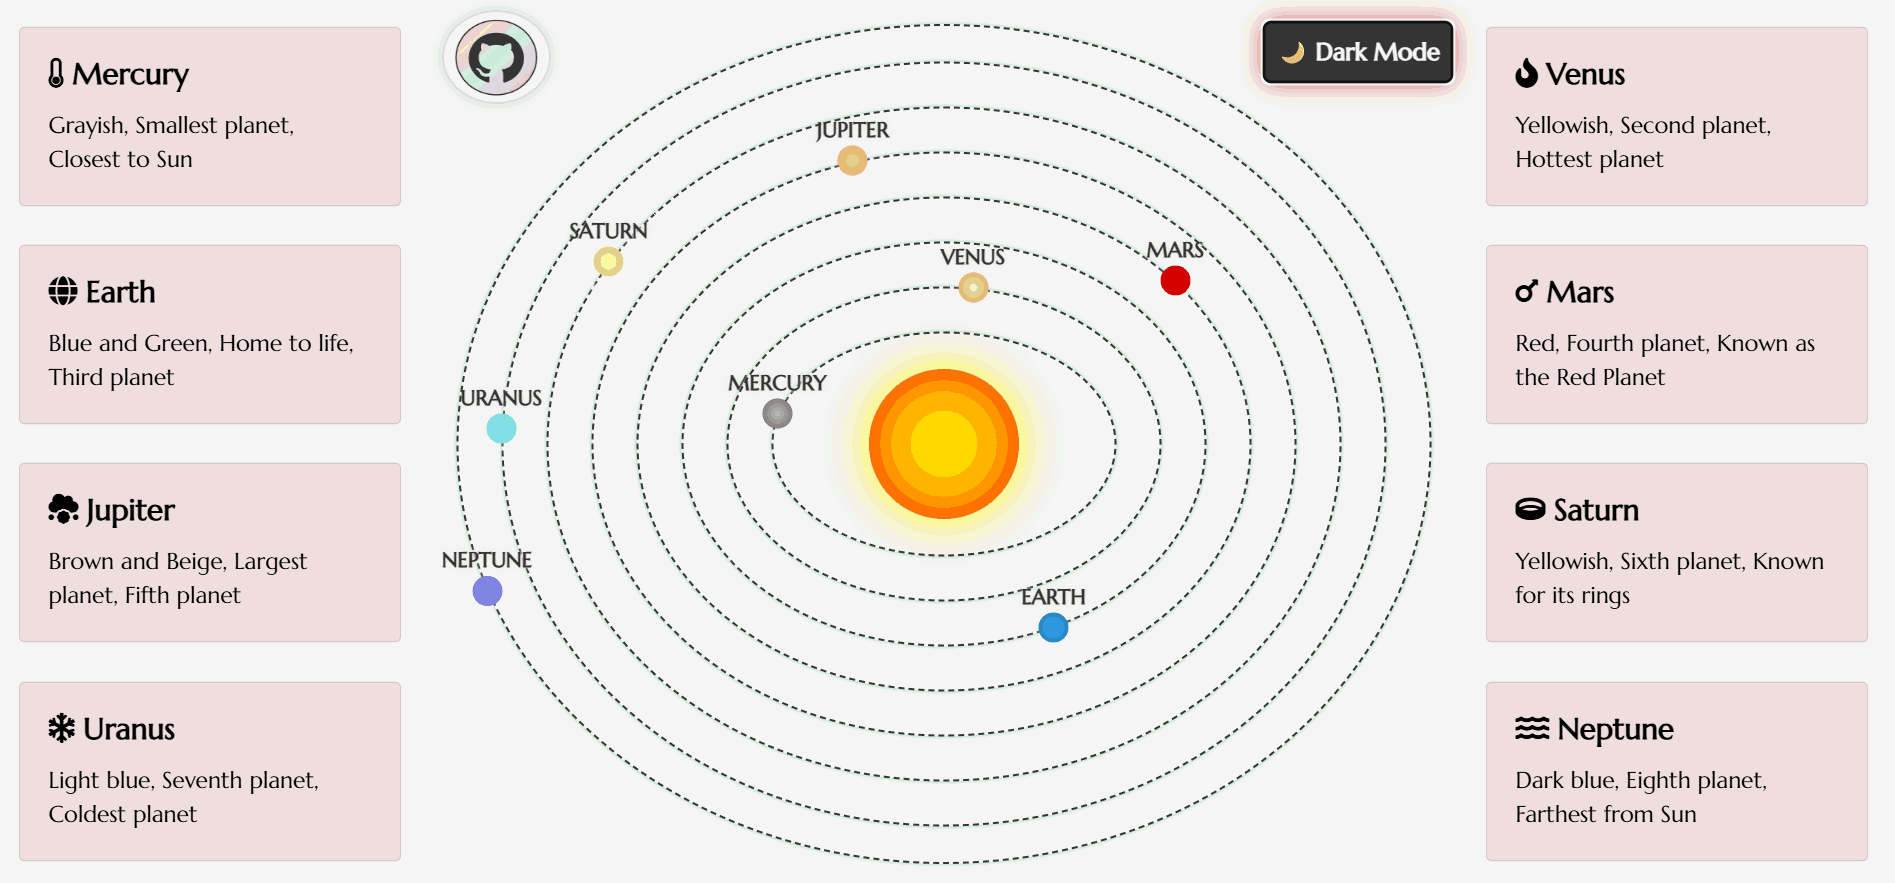 Mercury
Grayish, Smallest planet,
Closest to Sun
Earth
Blue and Green, Home to life,
Third planet
Jupiter
Brown and Beige, Largest
planet, Fifth planet
Uranus
Light blue, Seventh planet,
Coldest planet
Dark Mode
JUPITER
SATURN
MARS
VENUS
MERCURY
URANUS
NEPTUNE
EARTH
Venus
Yellowish, Second planet,
Hottest planet
Mars
Red, Fourth planet, Known as
the Red Planet
Saturn
Yellowish, Sixth planet, Known
for its rings
Neptune
Dark blue, Eighth planet,
Farthest from Sun